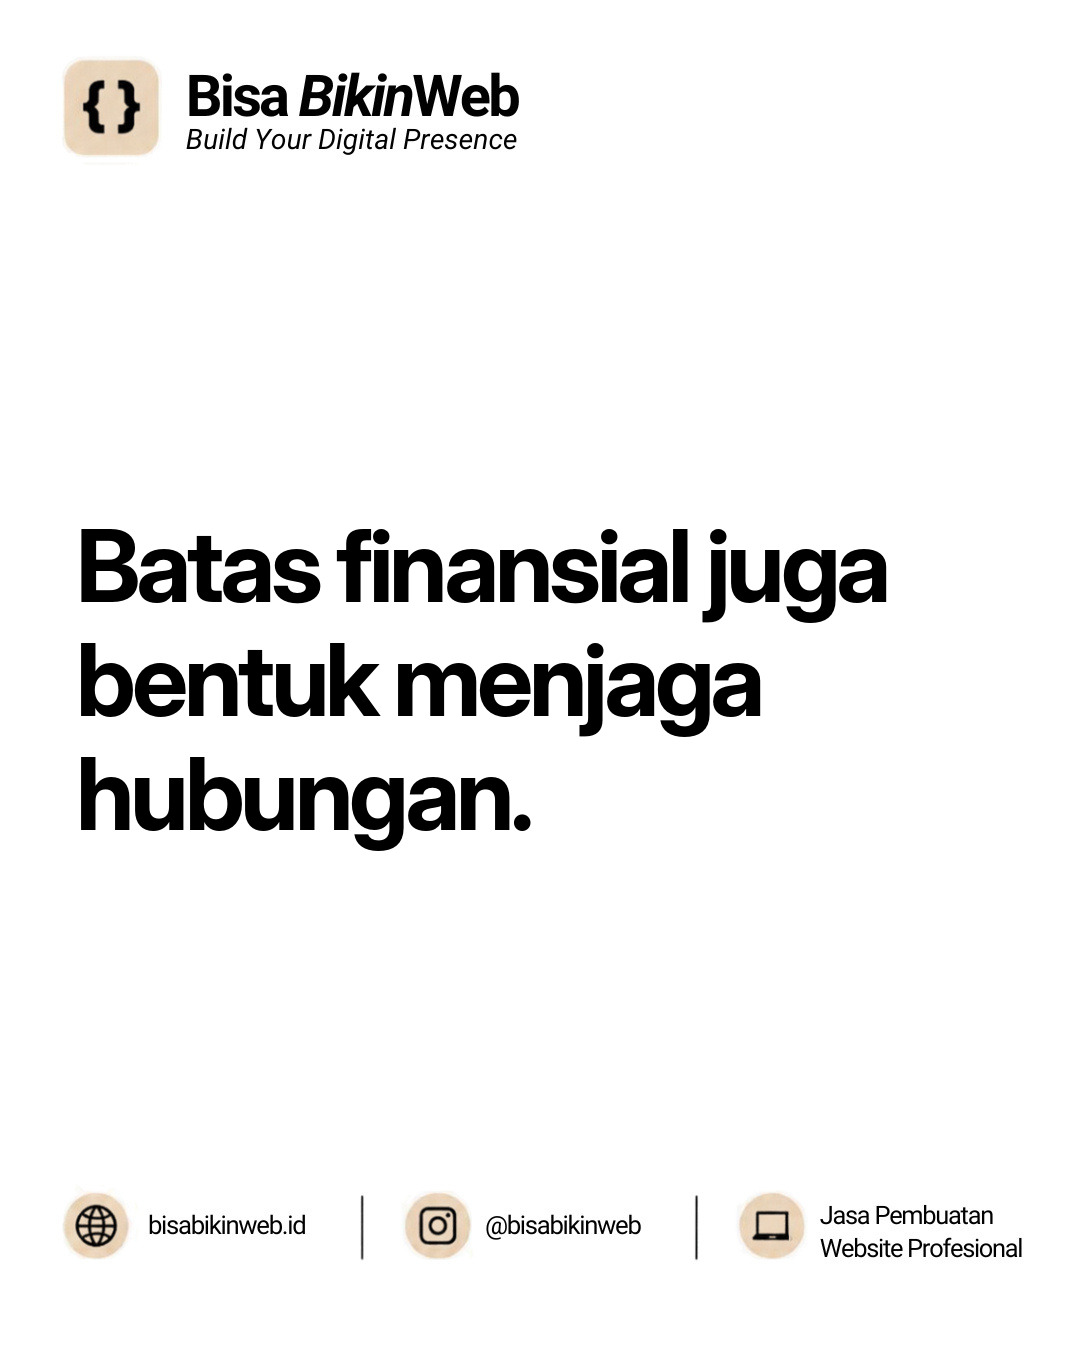 { }
Bisa BikinWeb
Build Your Digital Presence
Batas finansial juga
bentuk menjaga
hubungan.
bisabikinweb.id
@bisabikinweb
Jasa Pembuatan
Website Profesional